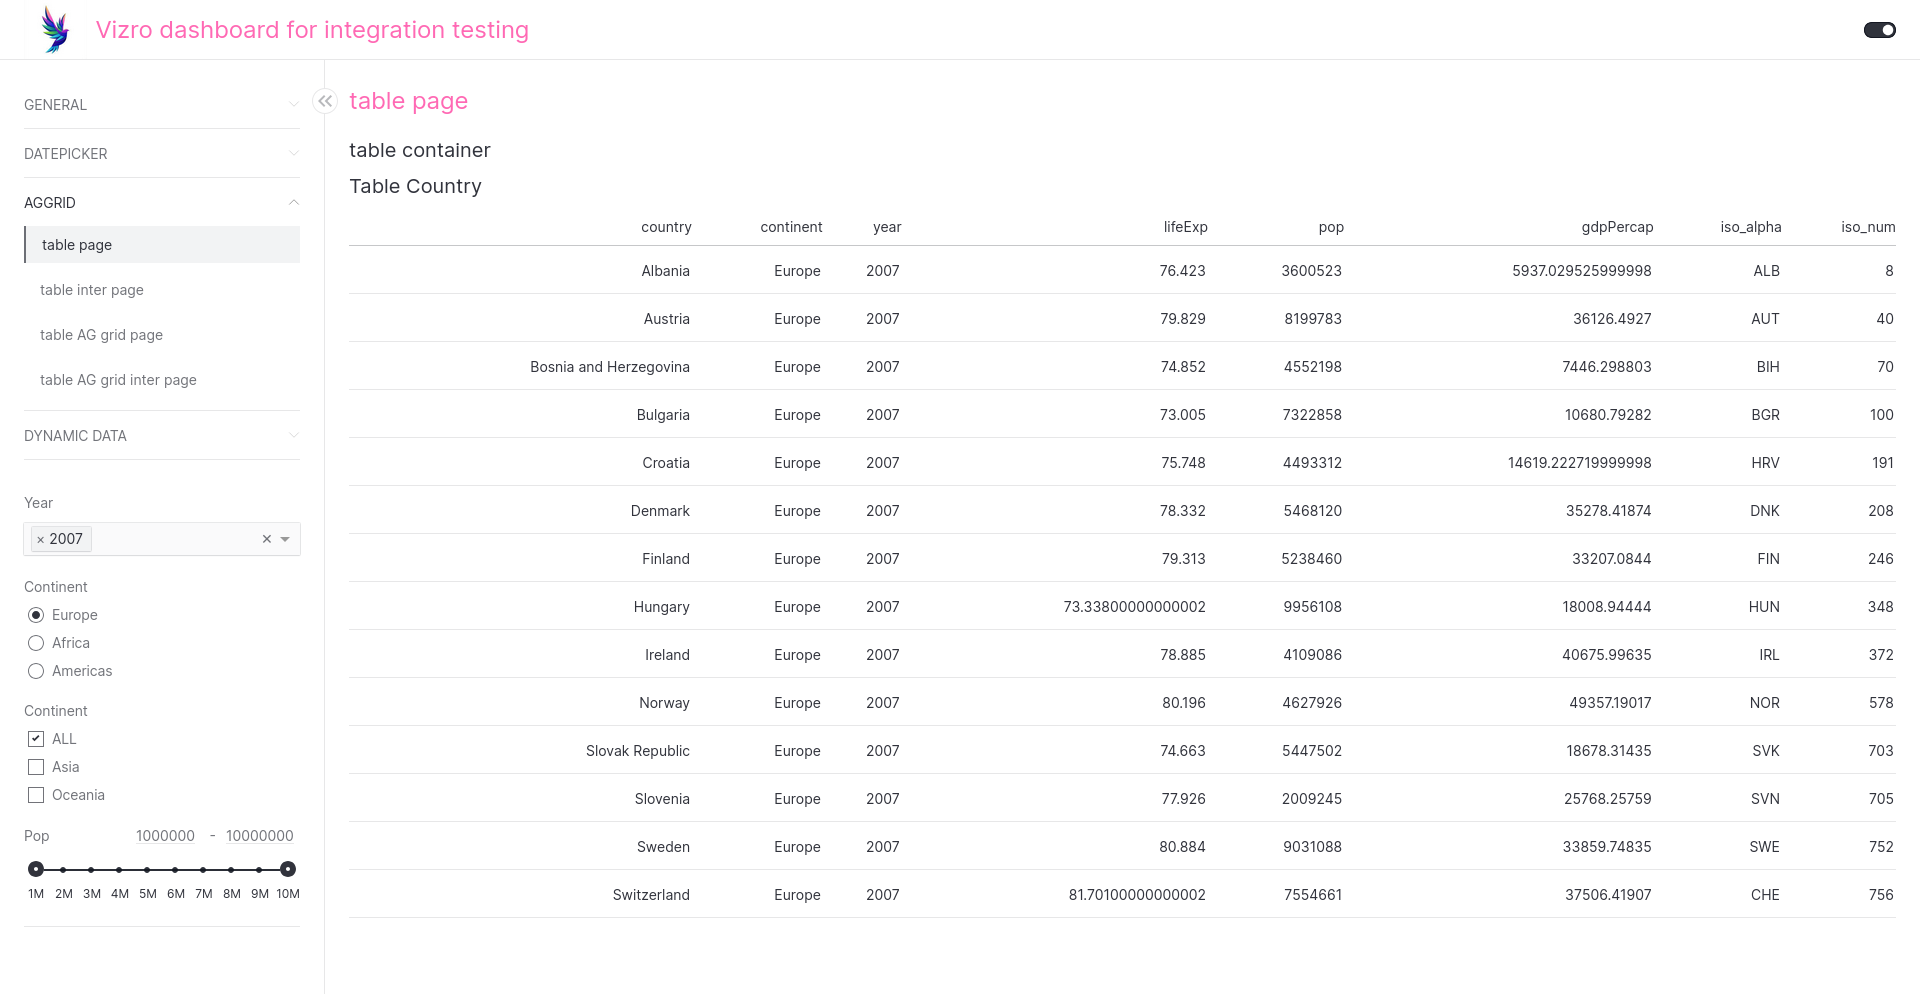 Vizro dashboard for integration testing
GENERAL
DATEPICKER
AGGRID
table page
table inter page
table AG grid page
table AG grid inter page
DYNAMIC DATA
Year
× 2007 ×
Continent
Europe
Africa
Americas
Continent
ALL
Asia
Oceania
Pop 1000000 - 10000000
1M 2M 3M 4M 5M 6M 7M 8M 9M 10M
table page
table container
Table Country
country continent year lifeExp pop gdpPercap iso_alpha iso_num
Albania Europe 2007 76.423 3600523 5937.029525999998 ALB 8
Austria Europe 2007 79.829 8199783 36126.4927 AUT 40
Bosnia and Herzegovina Europe 2007 74.852 4552198 7446.298803 BIH 70
Bulgaria Europe 2007 73.005 7322858 10680.79282 BGR 100
Croatia Europe 2007 75.748 4493312 14619.222719999998 HRV 191
Denmark Europe 2007 78.332 5468120 35278.41874 DNK 208
Finland Europe 2007 79.313 5238460 33207.0844 FIN 246
Hungary Europe 2007 73.33800000000002 9956108 18008.94444 HUN 348
Ireland Europe 2007 78.885 4109086 40675.99635 IRL 372
Norway Europe 2007 80.196 4627926 49357.19017 NOR 578
Slovak Republic Europe 2007 74.663 5447502 18678.31435 SVK 703
Slovenia Europe 2007 77.926 2009245 25768.25759 SVN 705
Sweden Europe 2007 80.884 9031088 33859.74835 SWE 752
Switzerland Europe 2007 81.70100000000002 7554661 37506.41907 CHE 756